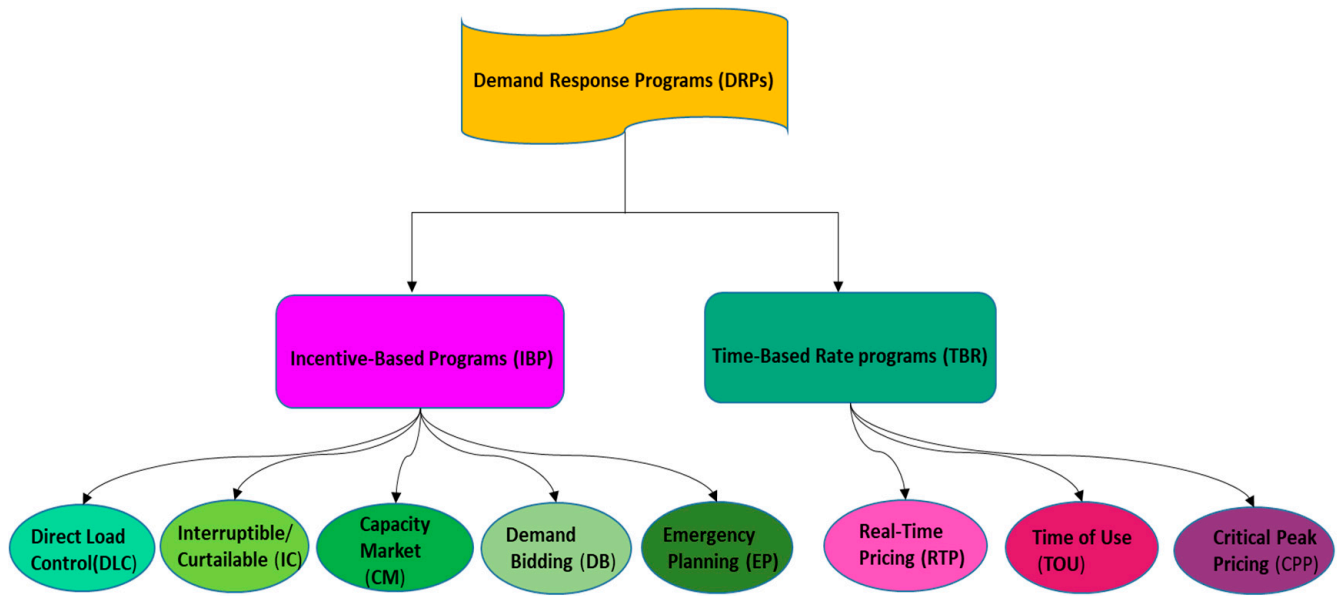 Demand Response Programs (DRPs)
Incentive-Based Programs (IBP)
Time-Based Rate programs (TBR)
Direct Load
Control(DLC)
Interruptible/
Curtailable (IC)
Capacity
Market
(CM)
Demand
Bidding (DB)
Emergency
Planning (EP)
Real-Time
Pricing (RTP)
Time of Use
(TOU)
Critical Peak
Pricing (CPP)